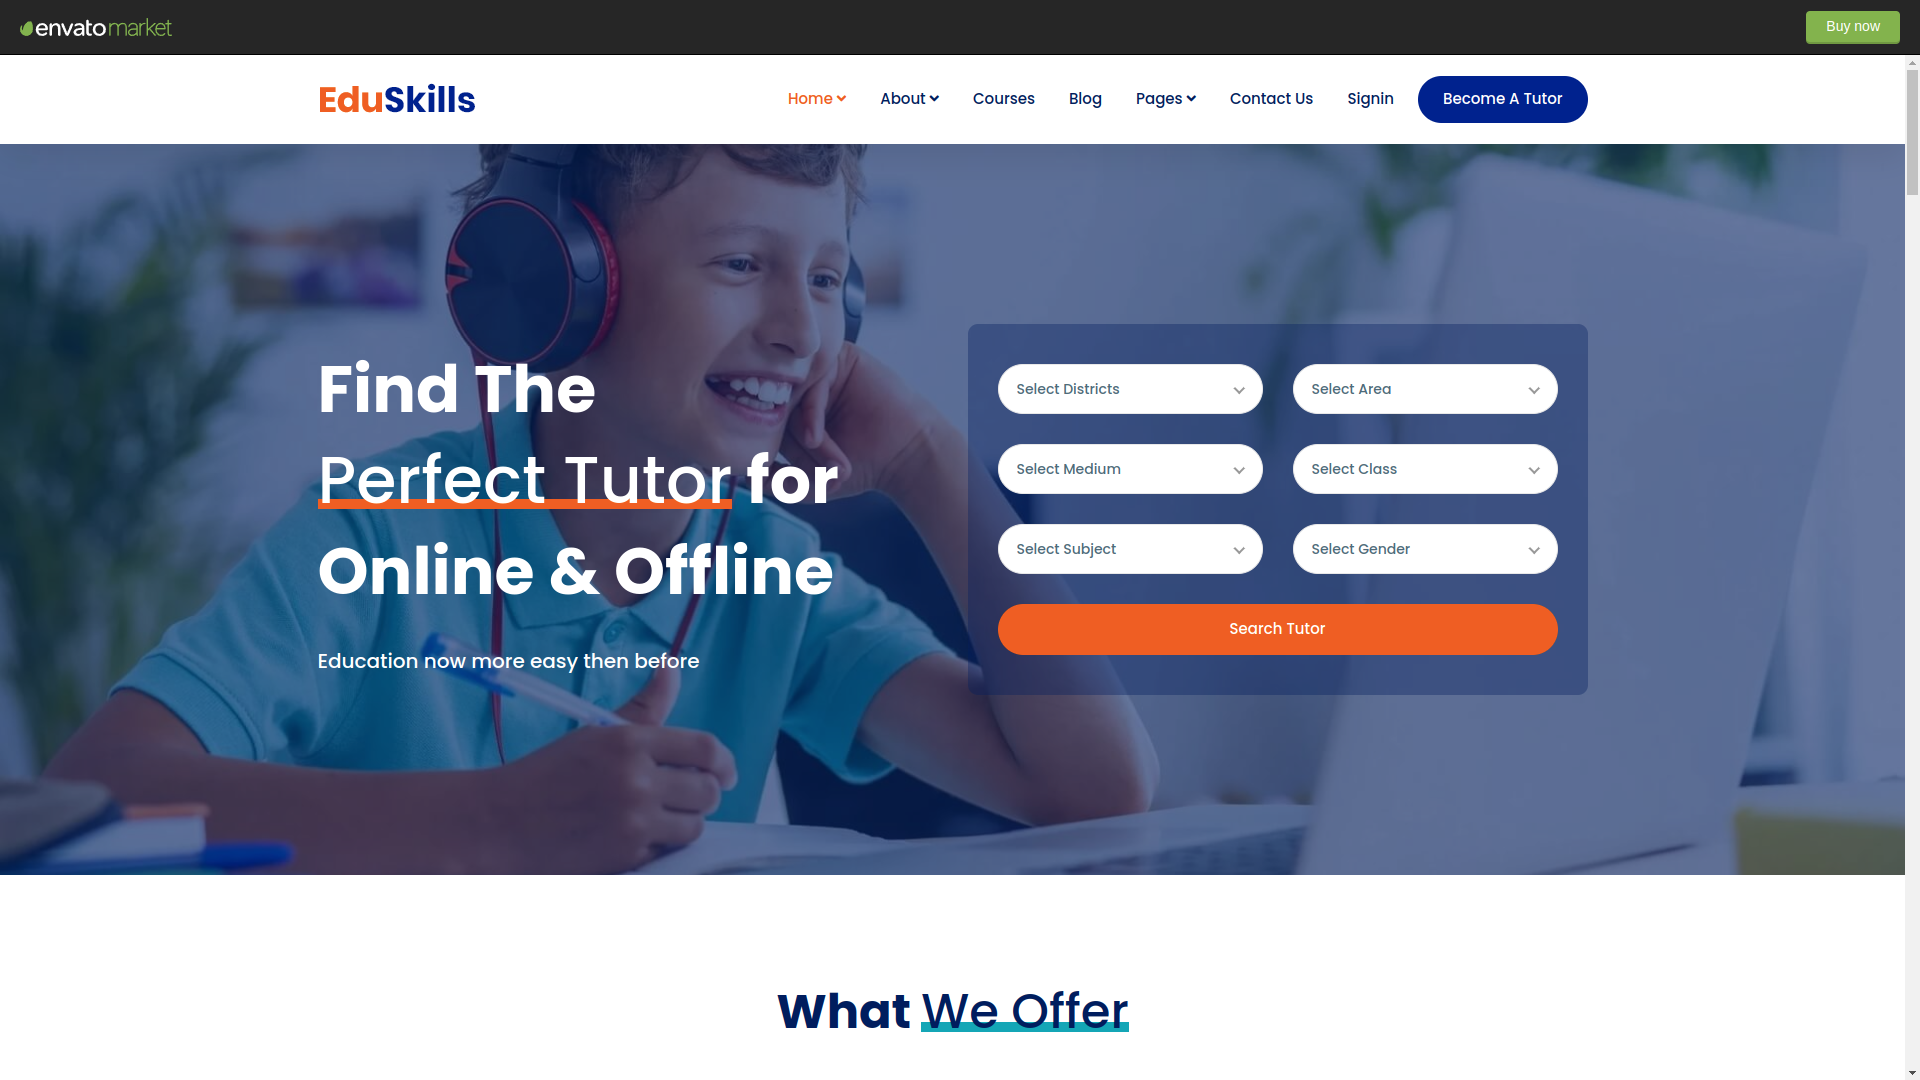 envato market
Buy now
EduSkills
Home
About
Courses
Blog
Pages
Contact Us
Signin
Become A Tutor
Find The
Perfect Tutor for
Online & Offline
Education now more easy then before
Select Districts
Select Area
Select Medium
Select Class
Select Subject
Select Gender
Search Tutor
What We Offer